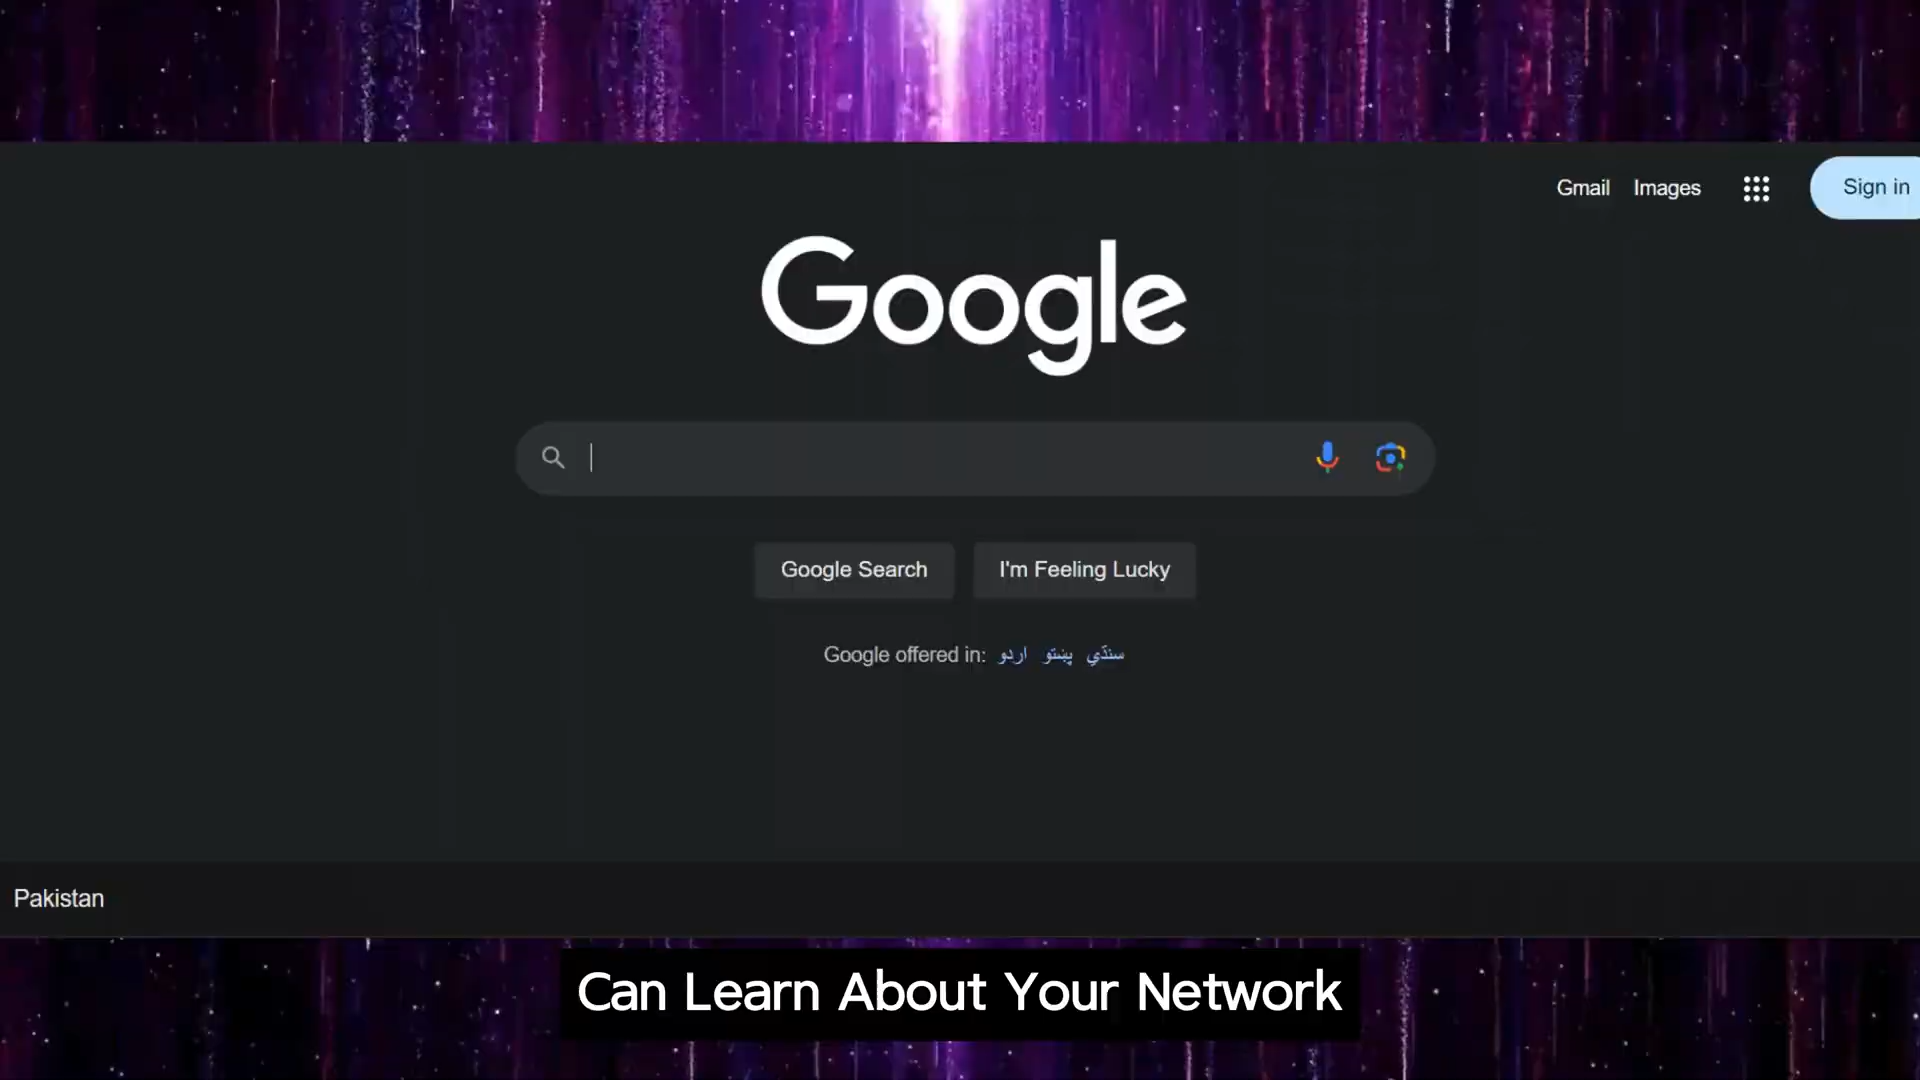 Gmail Images Sign in
Google
Google Search I'm Feeling Lucky
Google offered in: اردو پښتو سنڌي
Pakistan
Can Learn About Your Network